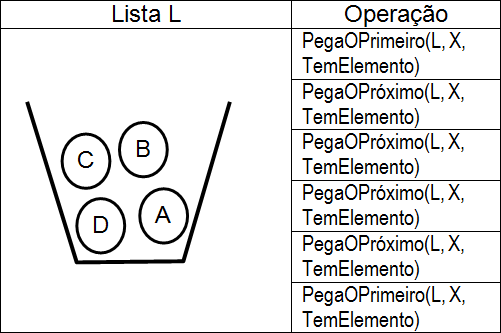 Lista L
Operação
PegaOPrimeiro(L, X,
TemElemento)
PegaOPróximo(L, X,
TemElemento)
PegaOPróximo(L, X,
TemElemento)
PegaOPróximo(L, X,
TemElemento)
PegaOPróximo(L, X,
TemElemento)
PegaOPrimeiro(L, X,
TemElemento)
C
B
D
A